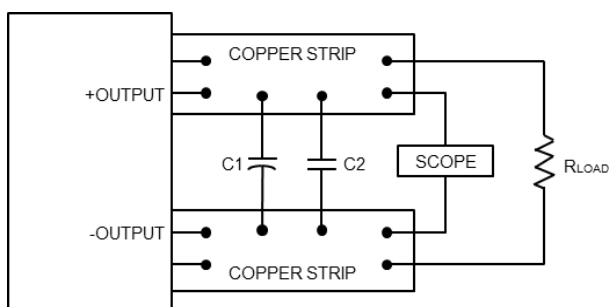 COPPER STRIP
+OUTPUT
C1
C2
SCOPE
RLOAD
-OUTPUT
COPPER STRIP